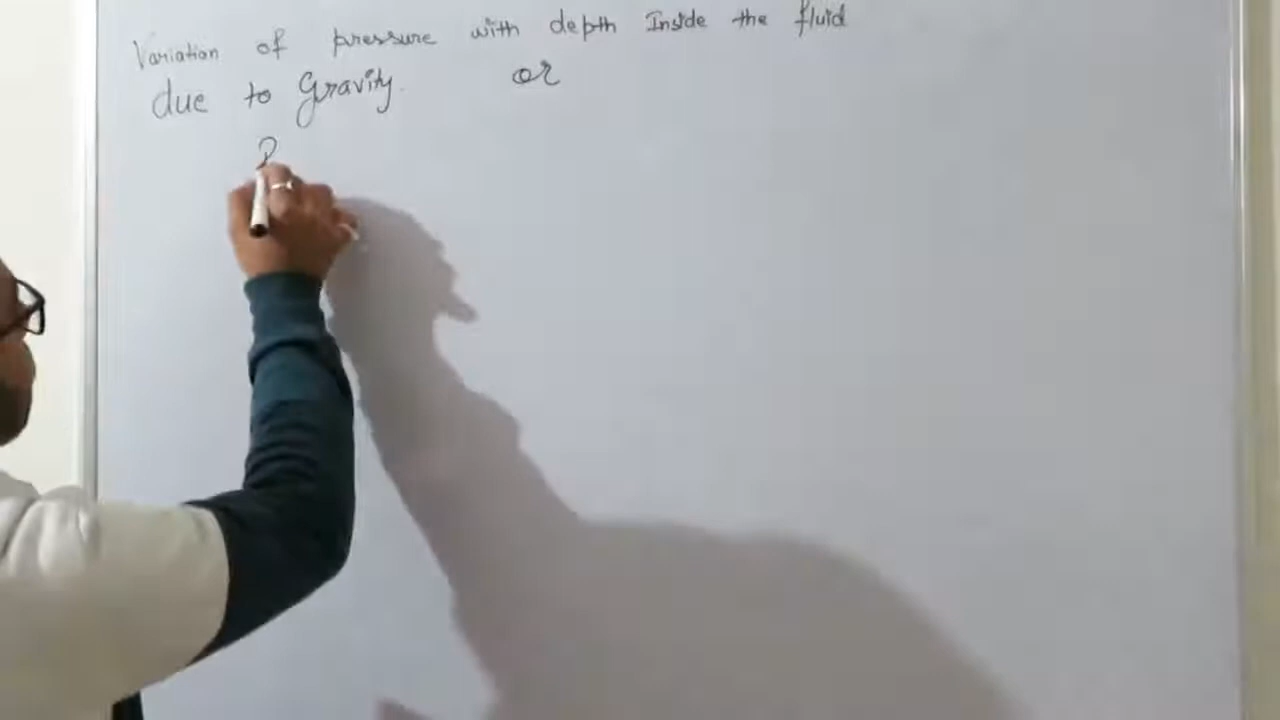 Variation of pressure with depth Inside the fluid
due to Gravity. or
P